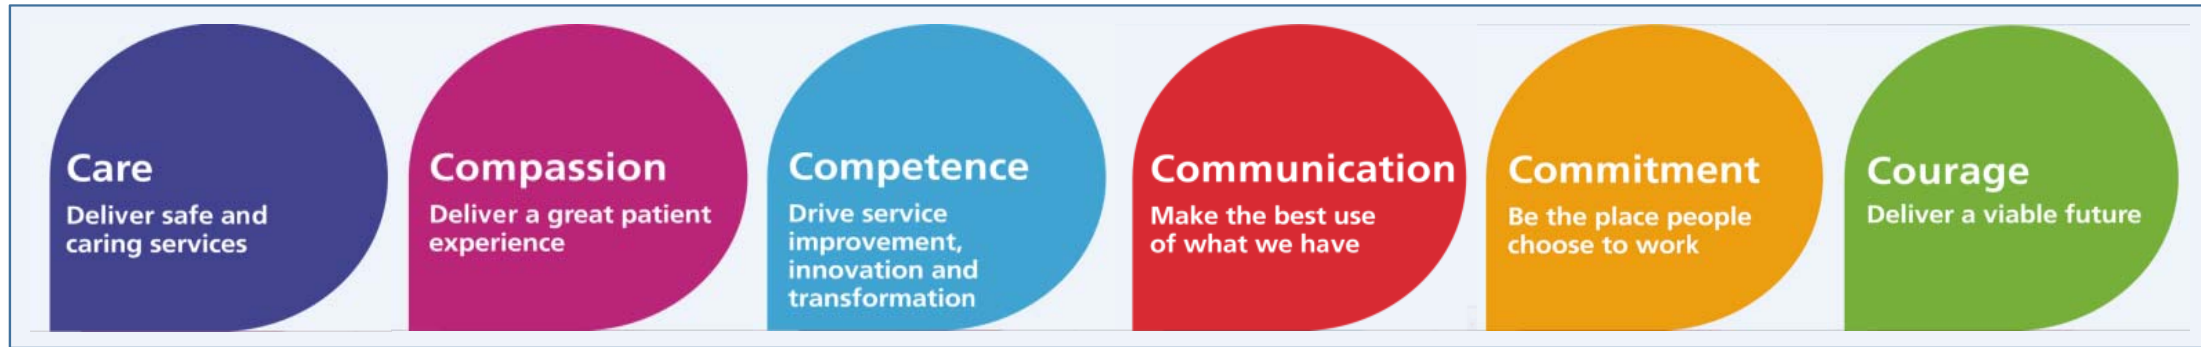 Care
Deliver safe and
caring services
Compassion
Deliver a great patient
experience
Competence
Drive service
improvement,
innovation and
transformation
Communication
Make the best use
of what we have
Commitment
Be the place people
choose to work
Courage
Deliver a viable future